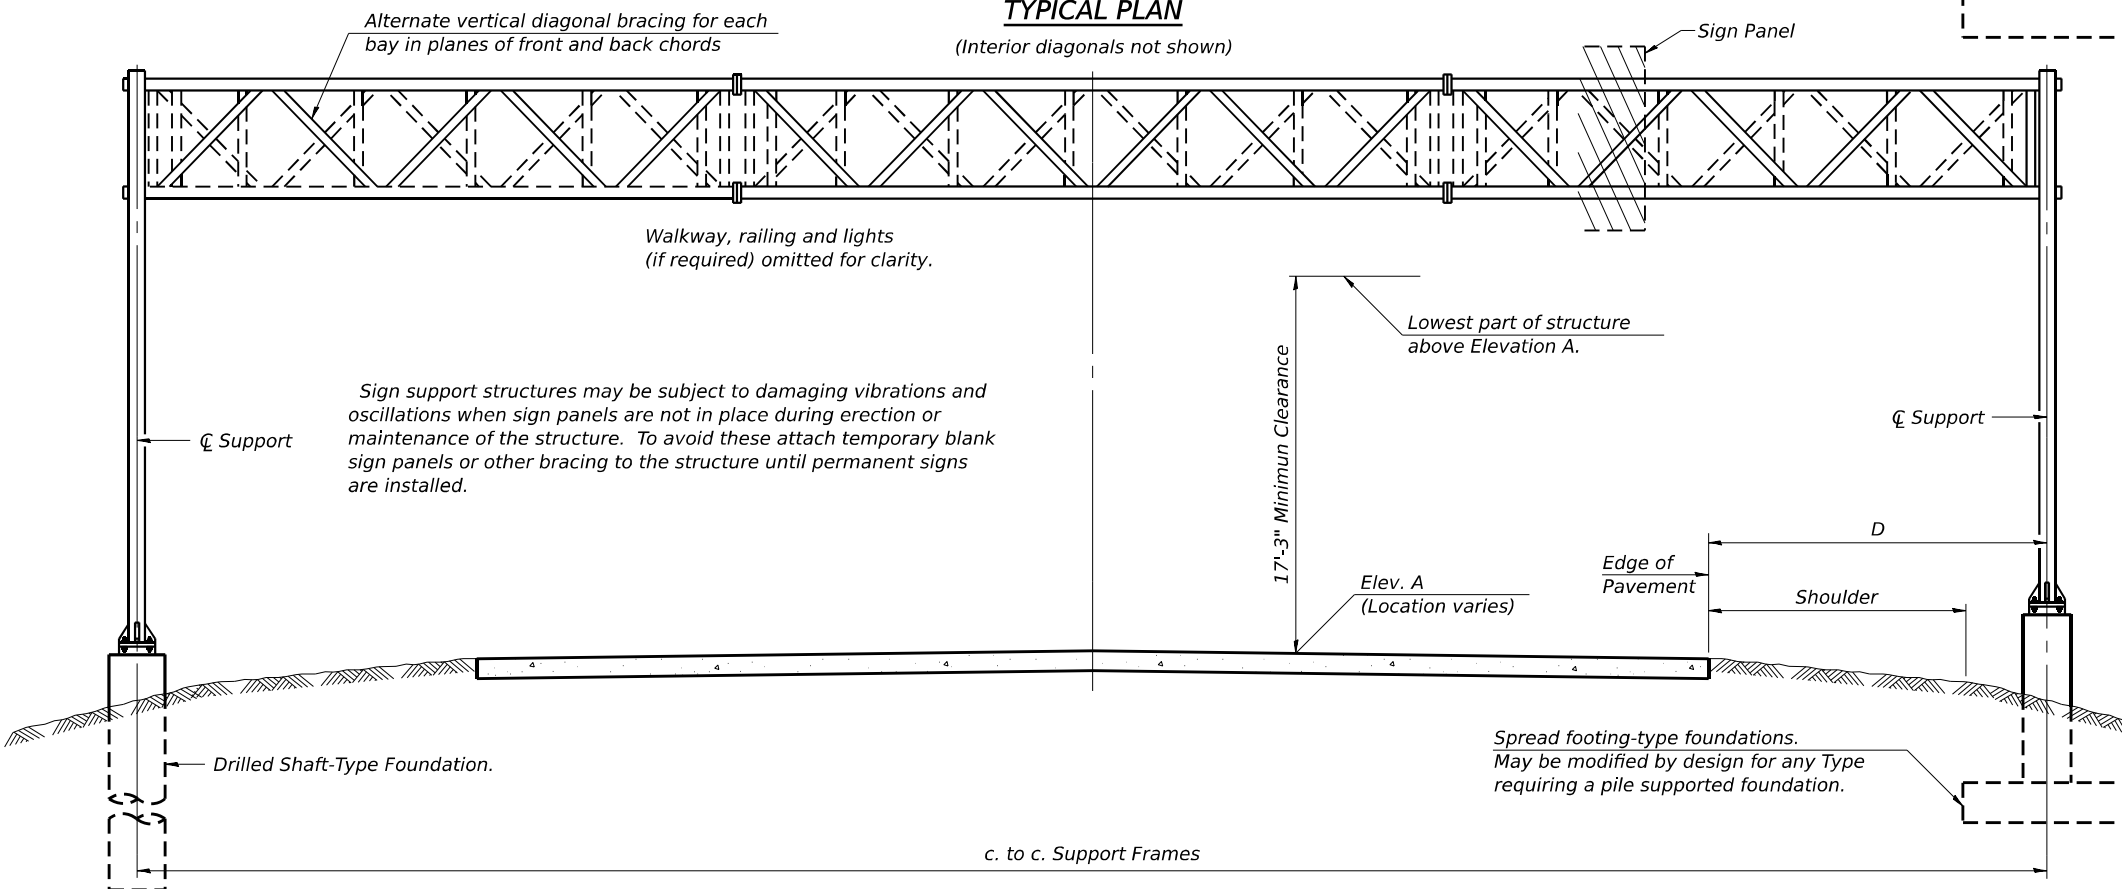 TYPICAL PLAN
(Interior diagonals not shown)
Alternate vertical diagonal bracing for each
bay in planes of front and back chords
Sign Panel
Walkway, railing and lights
(if required) omitted for clarity.
Lowest part of structure
above Elevation A.
17'-3" Minimun Clearance
Sign support structures may be subject to damaging vibrations and
oscillations when sign panels are not in place during erection or
maintenance of the structure. To avoid these attach temporary blank
sign panels or other bracing to the structure until permanent signs
are installed.
℄ Support
℄ Support
D
Edge of
Pavement
Elev. A
(Location varies)
Shoulder
Drilled Shaft-Type Foundation.
Spread footing-type foundations.
May be modified by design for any Type
requiring a pile supported foundation.
c. to c. Support Frames